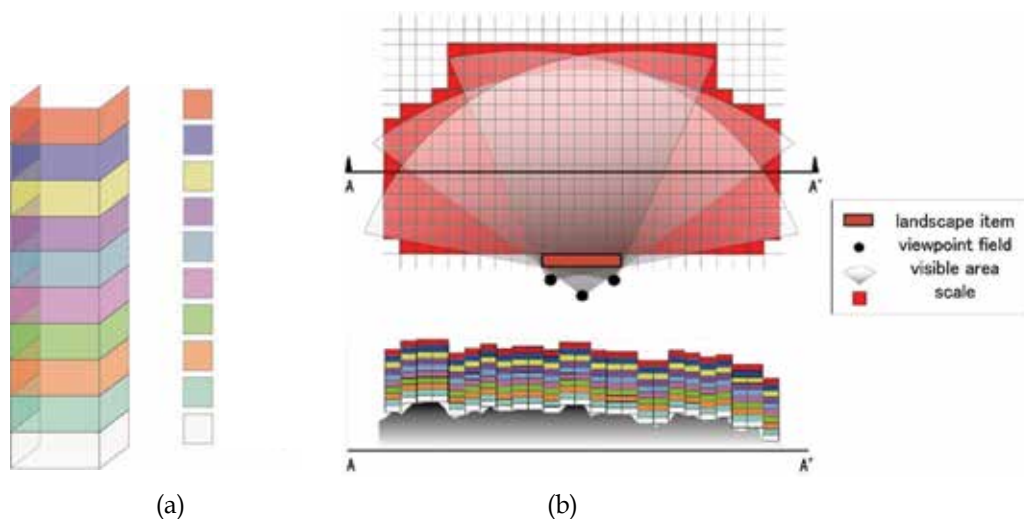 A A'
landscape item
viewpoint field
visible area
scale
A A'
(a) (b)